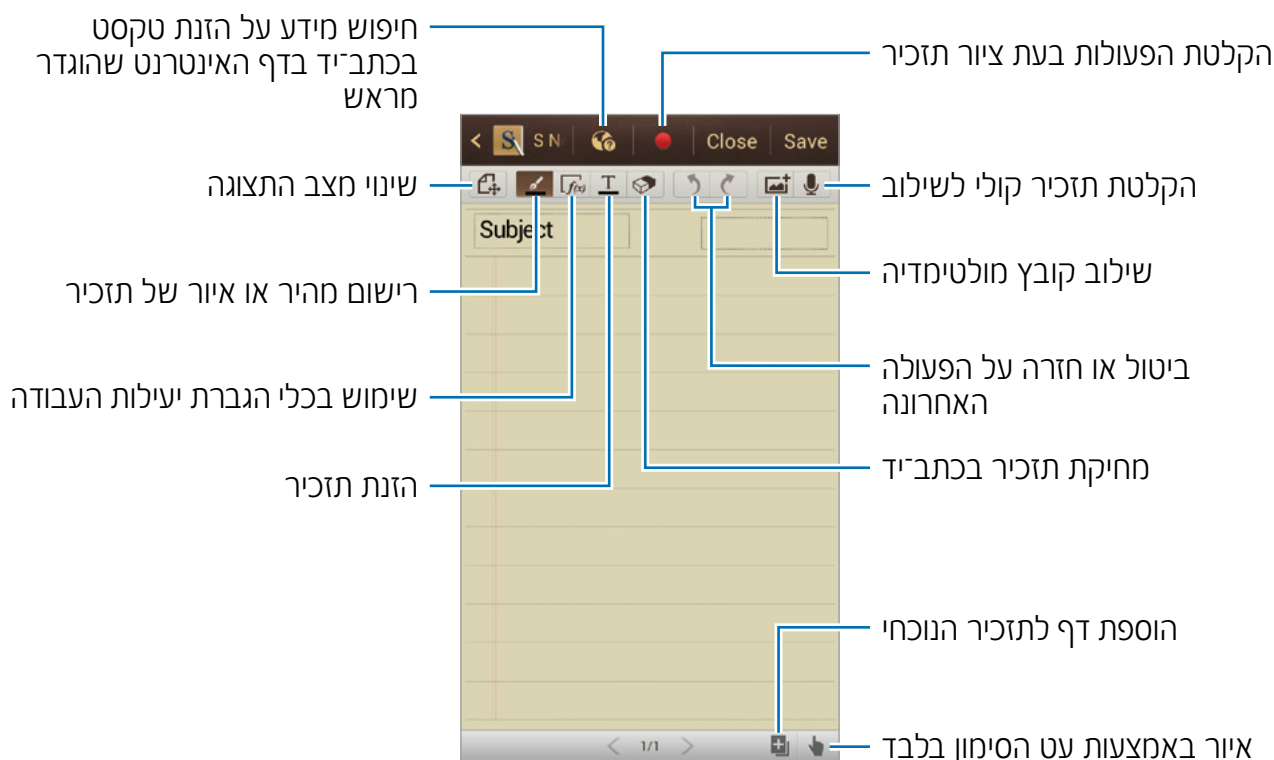 חיפוש מידע על הזנת טקסט
בכתב־יד בדף האינטרנט שהוגדר
מראש
הקלטת הפעולות בעת ציור תזכיר
S N
Close
Save
שינוי מצב התצוגה
f(x)
T
הקלטת תזכיר קולי לשילוב
Subject
שילוב קובץ מולטימדיה
רישום מהיר או איור של תזכיר
ביטול או חזרה על הפעולה
האחרונה
שימוש בכלי הגברת יעילות העבודה
מחיקת תזכיר בכתב־יד
הזנת תזכיר
הוספת דף לתזכיר הנוכחי
1/1
איור באמצעות עט הסימון בלבד